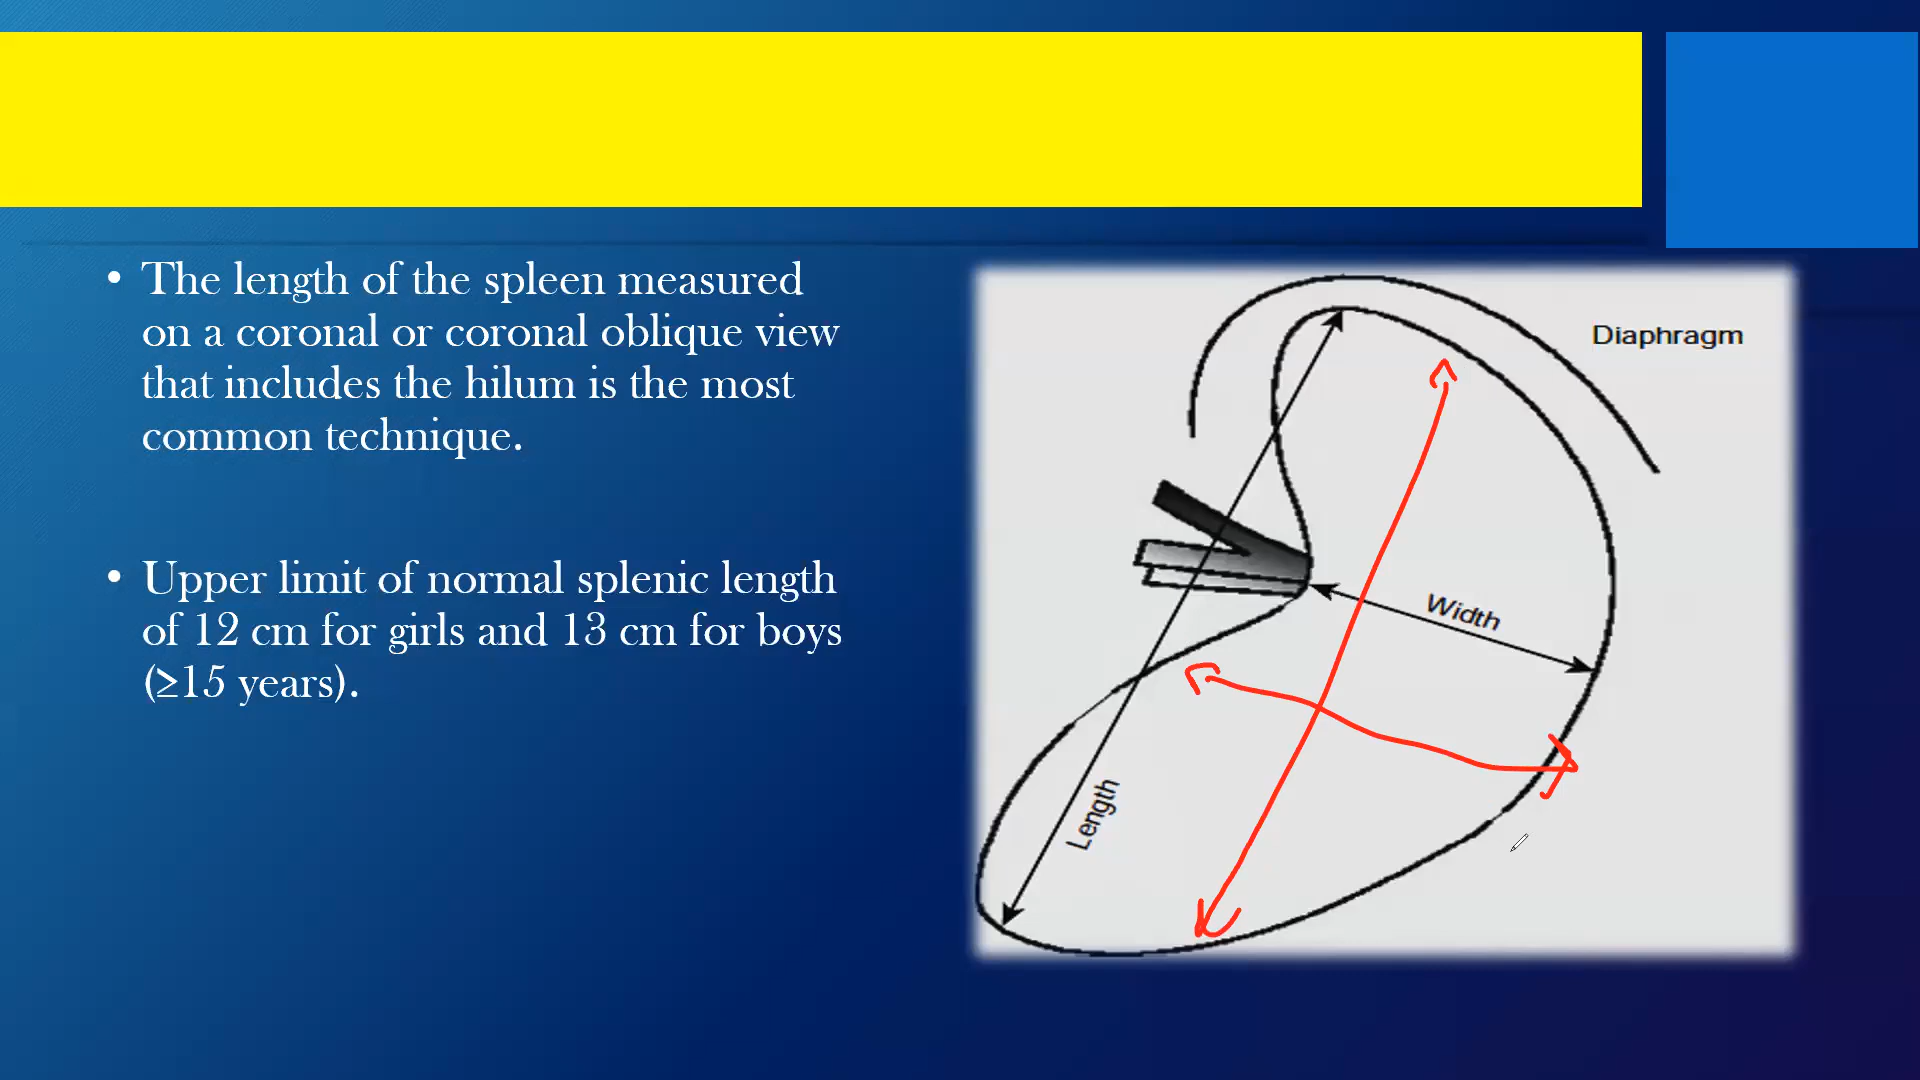 • The length of the spleen measured
on a coronal or coronal oblique view
that includes the hilum is the most
common technique.
• Upper limit of normal splenic length
of 12 cm for girls and 13 cm for boys
(≥15 years).
Diaphragm
Width
Length